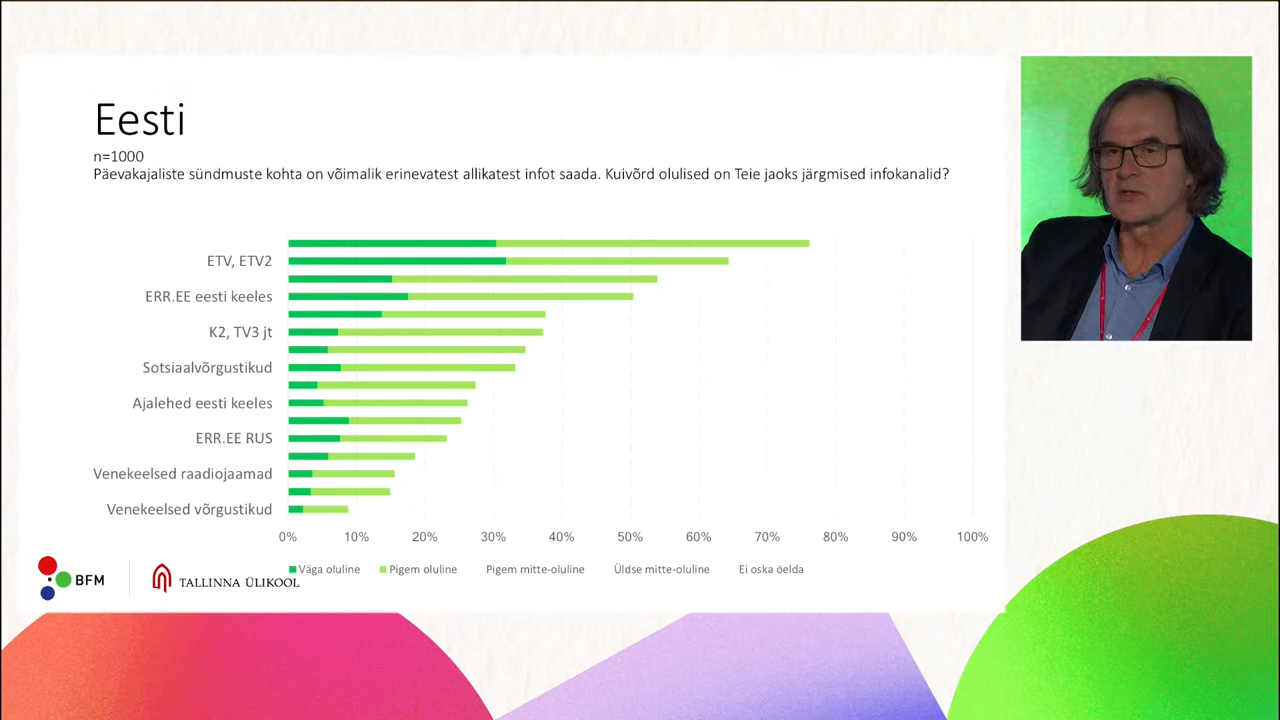 Eesti
n=1000
Päevakajaliste sündmuste kohta on võimalik erinevatest allikatest infot saada. Kuivõrd olulised on Teie jaoks järgmised infokanalid?
ETV, ETV2
ERR.EE eesti keeles
K2, TV3 jt
Sotsiaalvõrgustikud
Ajalehed eesti keeles
ERR.EE RUS
Venekeelsed raadiojaamad
Venekeelsed võrgustikud
0% 10% 20% 30% 40% 50% 60% 70% 80% 90% 100%
Väga oluline Pigem oluline Pigem mitte-oluline Üldse mitte-oluline Ei oska öelda
BFM
TALLINNA ÜLIKOOL